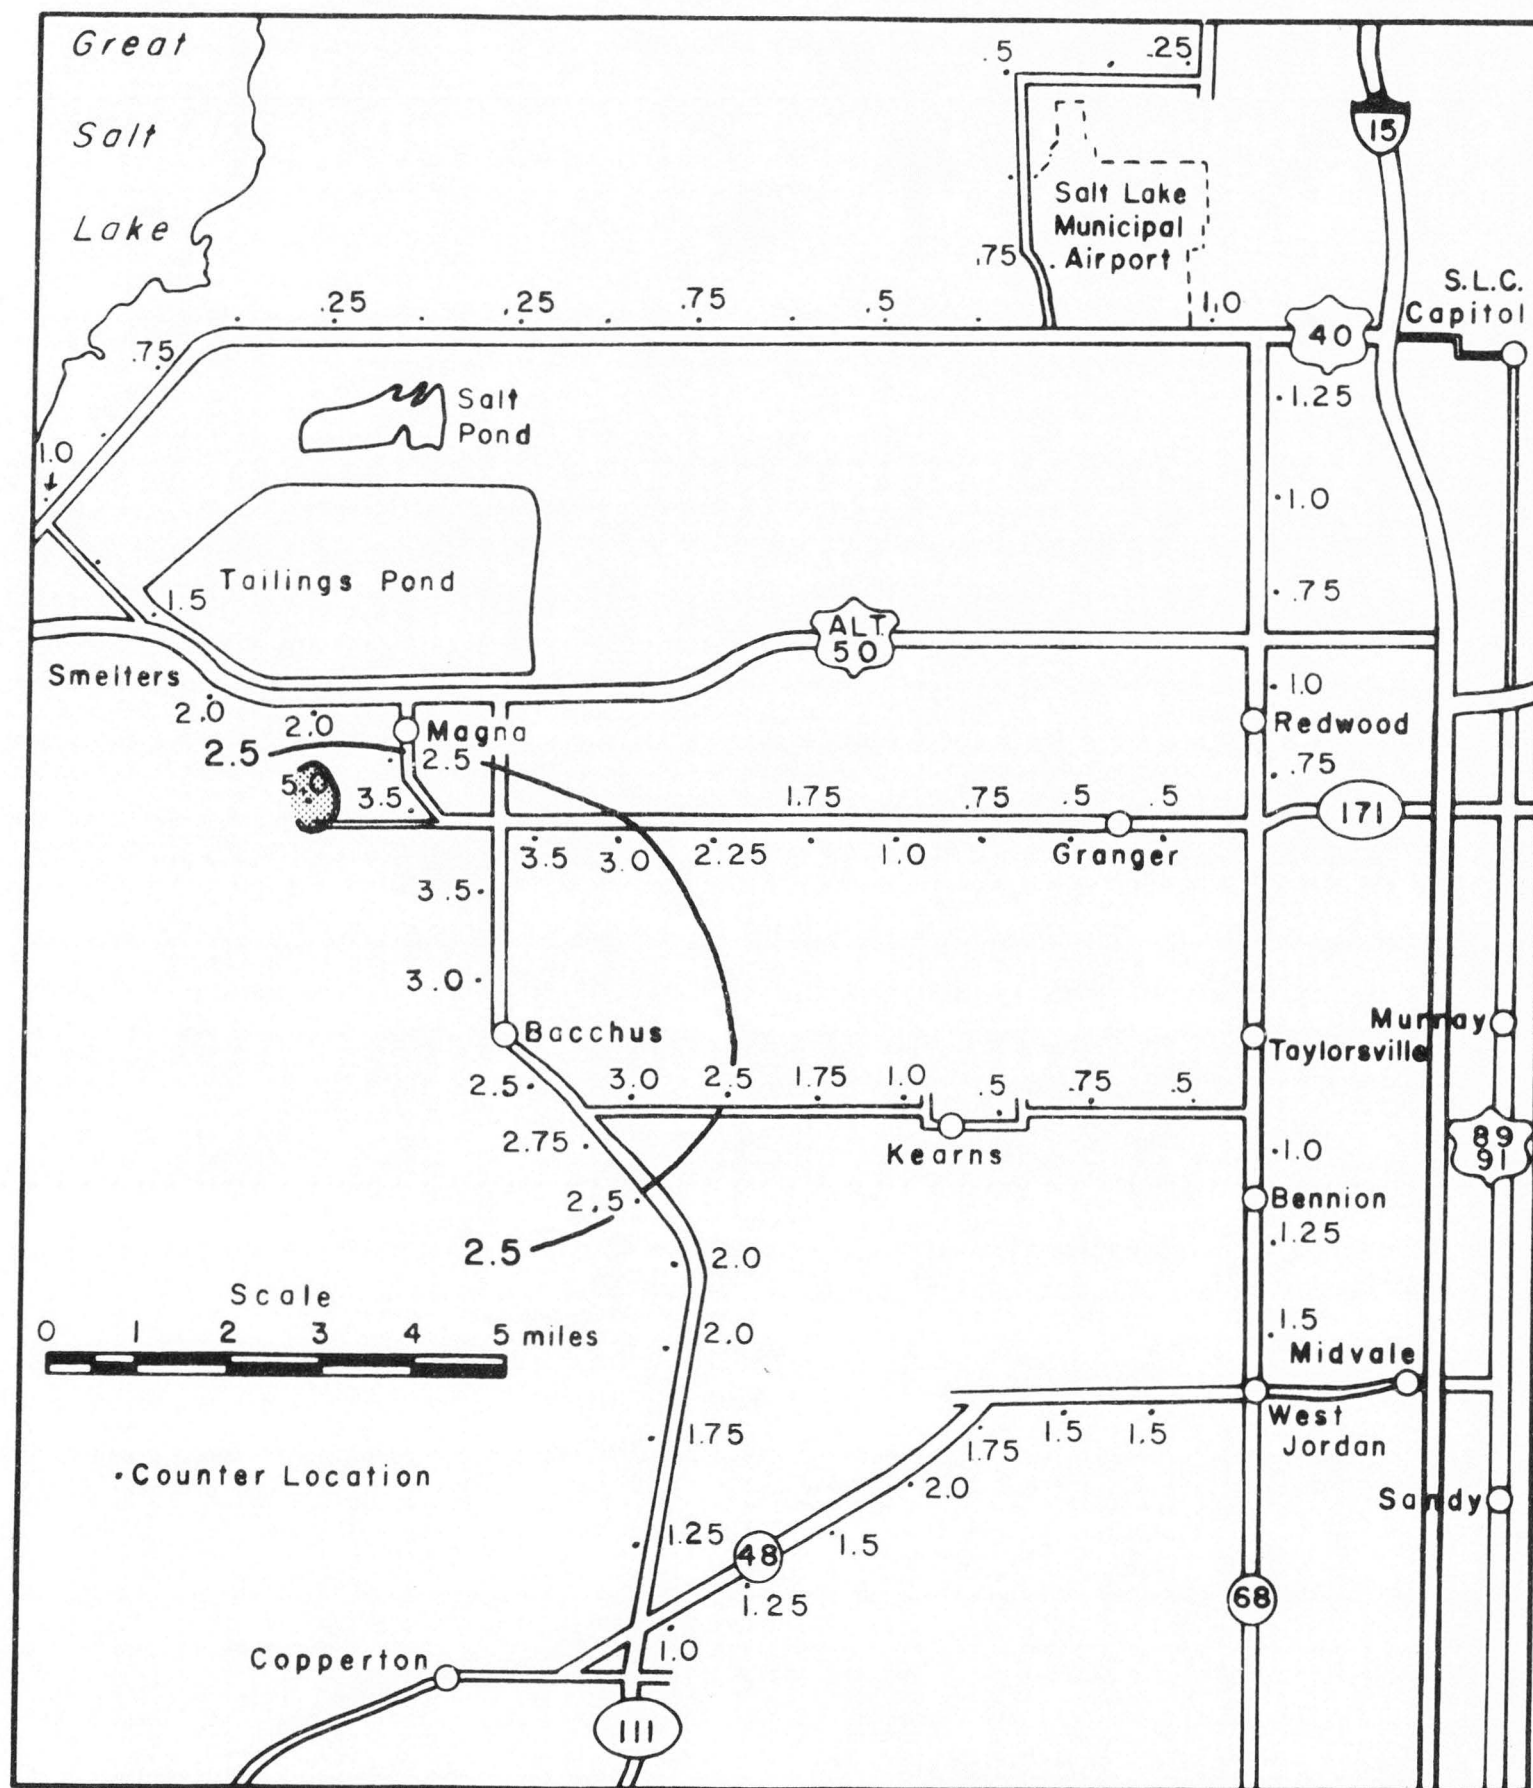 Great
Salt
Lake
.5
.25
15
Salt Lake
Municipal
Airport
.75
S.L.C.
Capitol
.25
.25
.75
.5
1.0
40
.75
1.25
Salt
Pond
1.0
1.0
Tailings Pond
1.5
.75
ALT.
50
Smelters
2.0
2.0
1.0
Magna
Redwood
2.5
2.5
.75
5.0
3.5
1.75
.75
.5
.5
171
3.5
3.0
2.25
1.0
Granger
3.5
3.0
Bacchus
Murray
Taylorsville
2.5
3.0
2.5
1.75
1.0
.5
.75
.5
2.75
Kearns
1.0
89
91
2.5
Bennion
2.5
1.25
2.0
Scale
0 1 2 3 4 5 miles
2.0
1.5
Midvale
1.75
1.75
1.5
1.5
West
Jordan
Counter Location
2.0
Sandy
1.25
48
1.5
1.25
68
1.0
Copperton
111